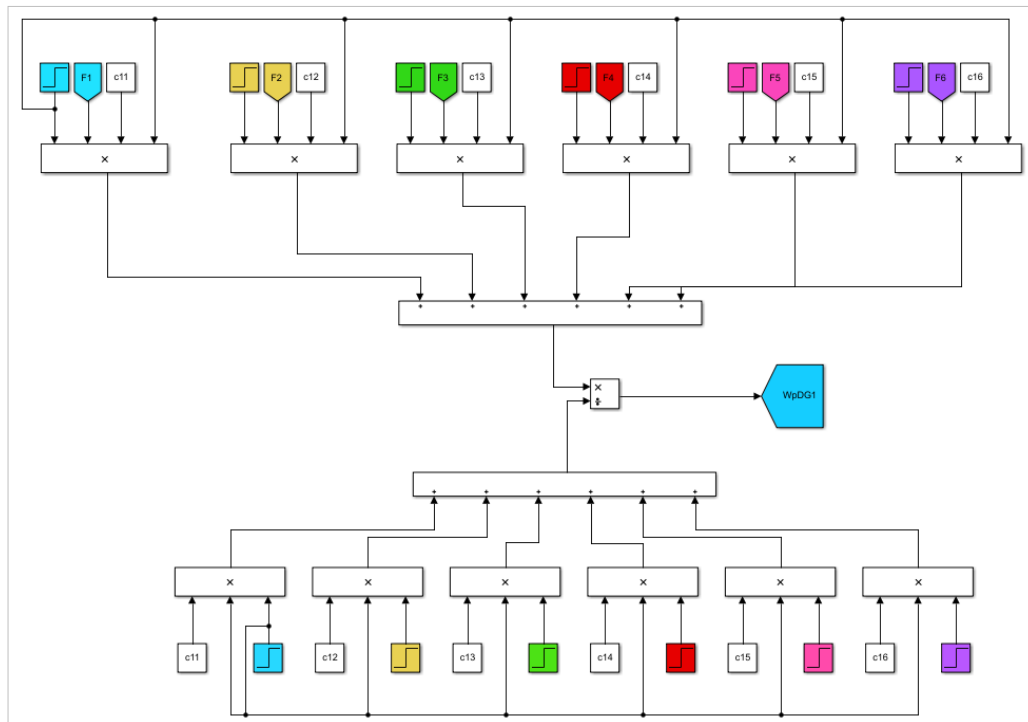 F1 c11 F2 c12 F3 c13 F4 c14 F5 c15 F6 c16
× × × × × ×
+ + + + + +
×
÷
WpDG1
+ + + + + +
× × × × × ×
c11 c12 c13 c14 c15 c16